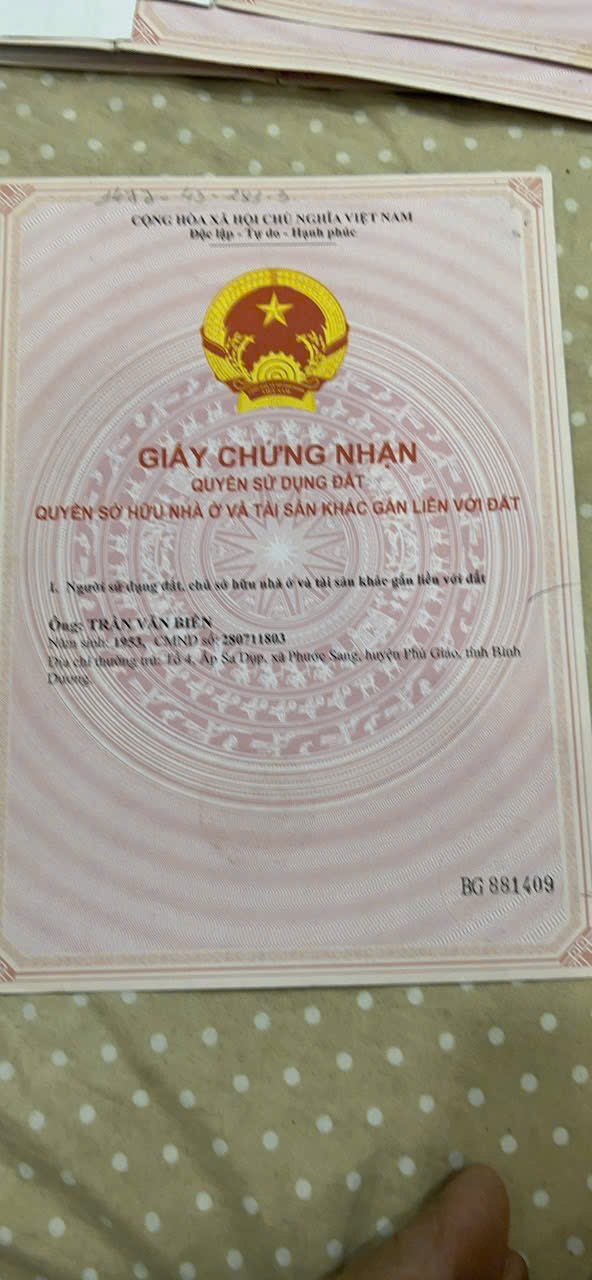 CỘNG HÒA XÃ HỘI CHỦ NGHĨA VIỆT NAM
Độc lập - Tự do - Hạnh phúc
GIẤY CHỨNG NHẬN
QUYỀN SỬ DỤNG ĐẤT
QUYỀN SỞ HỮU NHÀ Ở VÀ TÀI SẢN KHÁC GẮN LIỀN VỚI ĐẤT
I. Người sử dụng đất, chủ sở hữu nhà ở và tài sản khác gắn liền với đất
Ông: TRẦN VĂN BIÊN
Năm sinh: 1953, CMND số: 280711803
Địa chỉ thường trú: Tổ 4, Ấp Sa Dụp, xã Phước Sang, huyện Phú Giáo, tỉnh Bình
Dương.
BG 881409